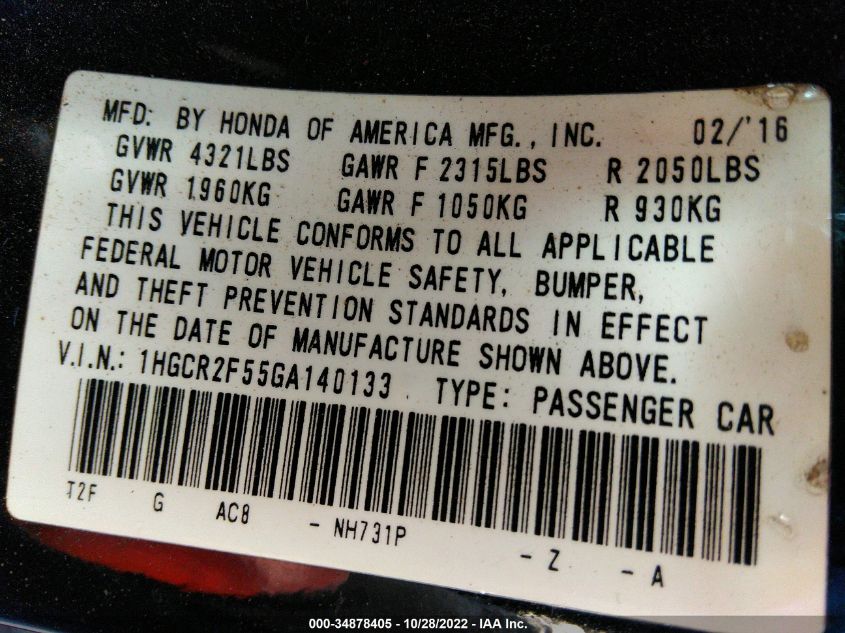 MFD: BY HONDA OF AMERICA MFG., INC. 02/'16
GVWR 4321LBS GAWR F 2315LBS R 2050LBS
GVWR 1960KG GAWR F 1050KG R 930KG
THIS VEHICLE CONFORMS TO ALL APPLICABLE
FEDERAL MOTOR VEHICLE SAFETY, BUMPER,
AND THEFT PREVENTION STANDARDS IN EFFECT
ON THE DATE OF MANUFACTURE SHOWN ABOVE.
V.I.N.: 1HGCR2F55GA140133 TYPE: PASSENGER CAR
T2F G AC8 - NH731P - Z - A
000-34878405 - 10/28/2022 - IAA Inc.